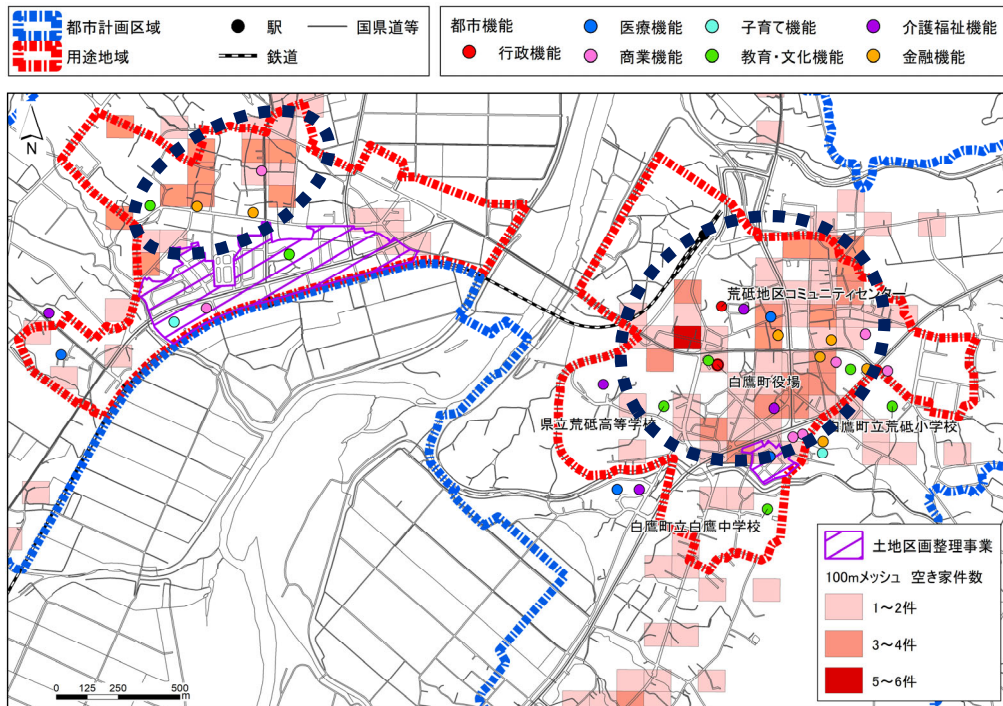 都市計画区域
駅
国県道等
用途地域
鉄道
都市機能
行政機能
医療機能
子育て機能
介護福祉機能
商業機能
教育・文化機能
金融機能
N
荒砥地区コミュニティセンター
白鷹町役場
県立荒砥高等学校
白鷹町立荒砥小学校
白鷹町立白鷹中学校
土地区画整理事業
100mメッシュ 空き家件数
1～2件
3～4件
5～6件
0 125 250 500
m